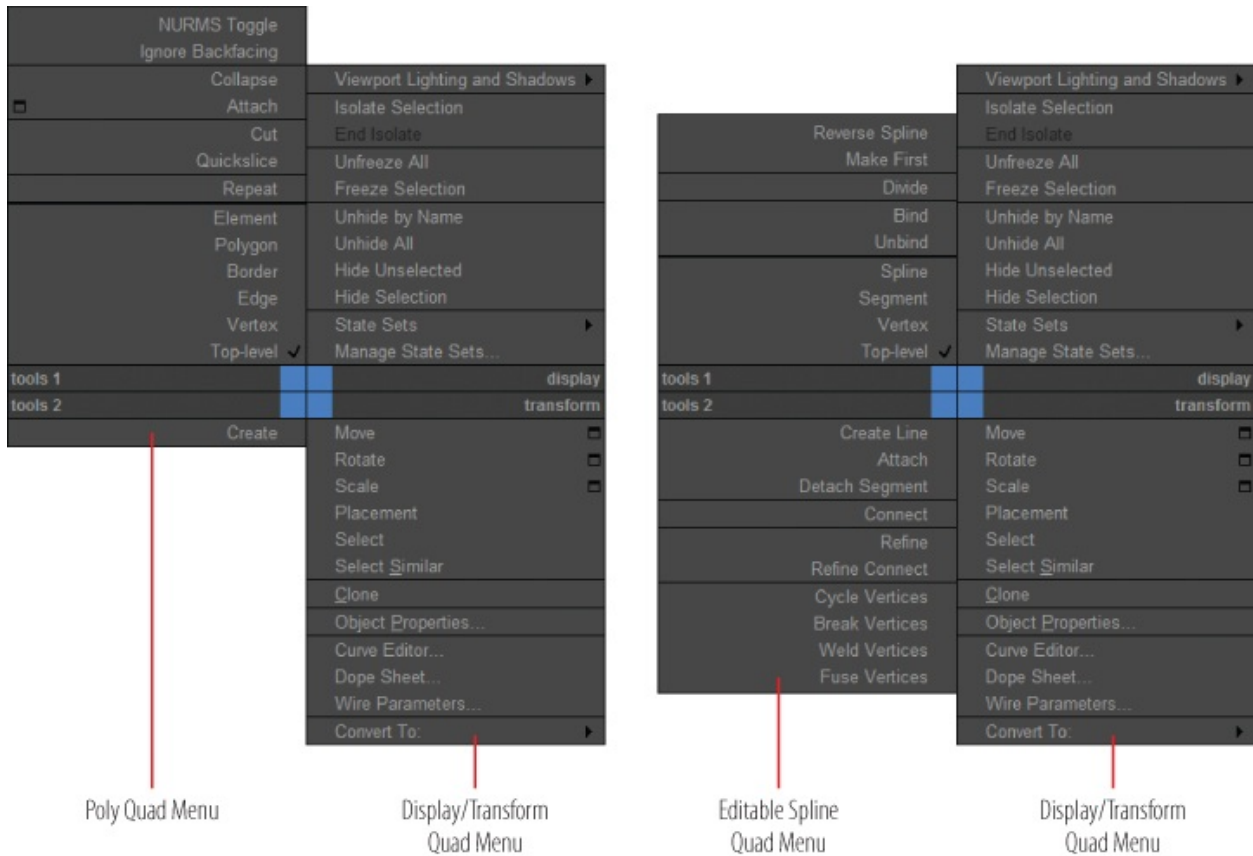 NURMS Toggle
Ignore Backfacing
Collapse
Attach
Cut
Quickslice
Repeat
Element
Polygon
Border
Edge
Vertex
Top-level
tools 1
tools 2
Create
Viewport Lighting and Shadows
Isolate Selection
End Isolate
Unfreeze All
Freeze Selection
Unhide by Name
Unhide All
Hide Unselected
Hide Selection
State Sets
Manage State Sets...
display
transform
Move
Rotate
Scale
Placement
Select
Select Similar
Clone
Object Properties...
Curve Editor...
Dope Sheet...
Wire Parameters...
Convert To:
Poly Quad Menu
Display/Transform
Quad Menu
Reverse Spline
Make First
Divide
Bind
Unbind
Spline
Segment
Vertex
Top-level
tools 1
tools 2
Create Line
Attach
Detach Segment
Connect
Refine
Refine Connect
Cycle Vertices
Break Vertices
Weld Vertices
Fuse Vertices
Viewport Lighting and Shadows
Isolate Selection
End Isolate
Unfreeze All
Freeze Selection
Unhide by Name
Unhide All
Hide Unselected
Hide Selection
State Sets
Manage State Sets...
display
transform
Move
Rotate
Scale
Placement
Select
Select Similar
Clone
Object Properties...
Curve Editor...
Dope Sheet...
Wire Parameters...
Convert To:
Editable Spline
Quad Menu
Display/Transform
Quad Menu